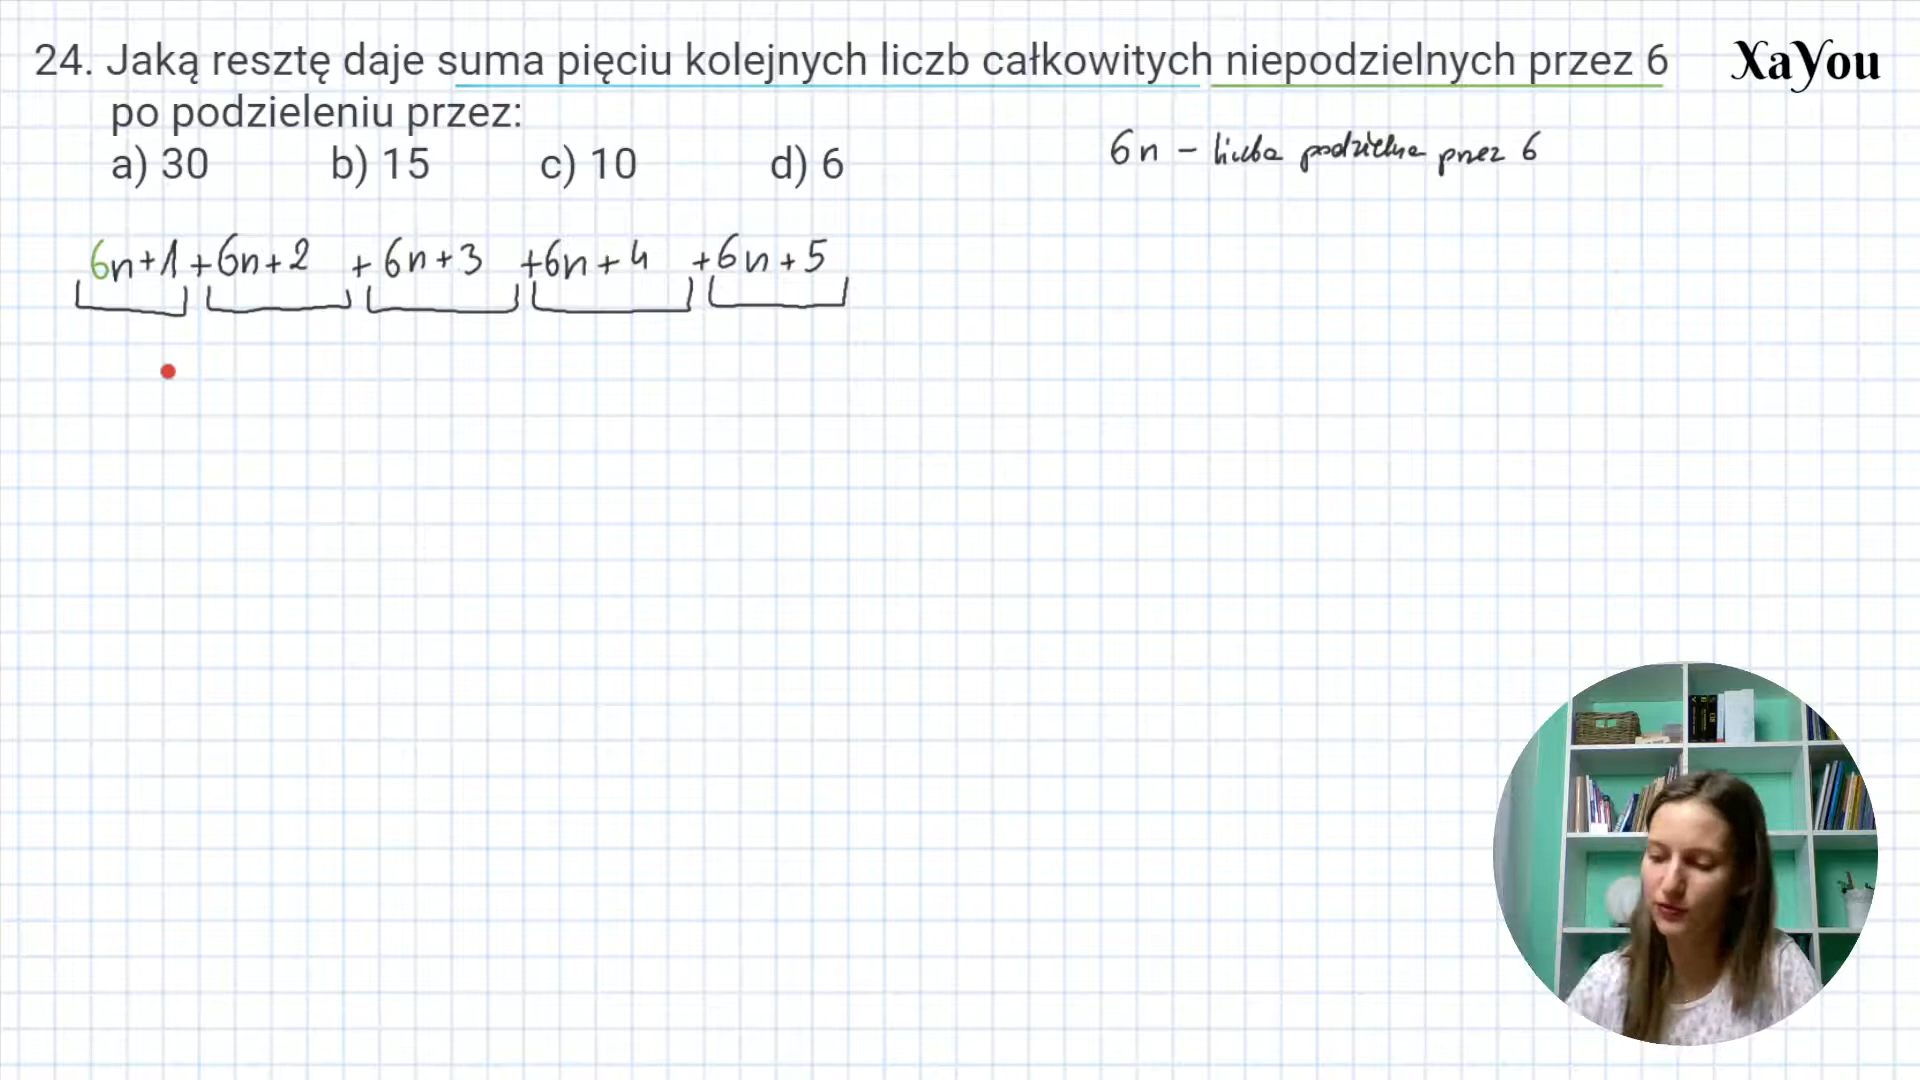 24. Jaką resztę daje suma pięciu kolejnych liczb całkowitych niepodzielnych przez 6
XaYou
po podzieleniu przez:
6n – liczba podzielna przez 6
a) 30 b) 15 c) 10 d) 6
6n+1+6n+2 +6n+3 +6n+4 +6n+5